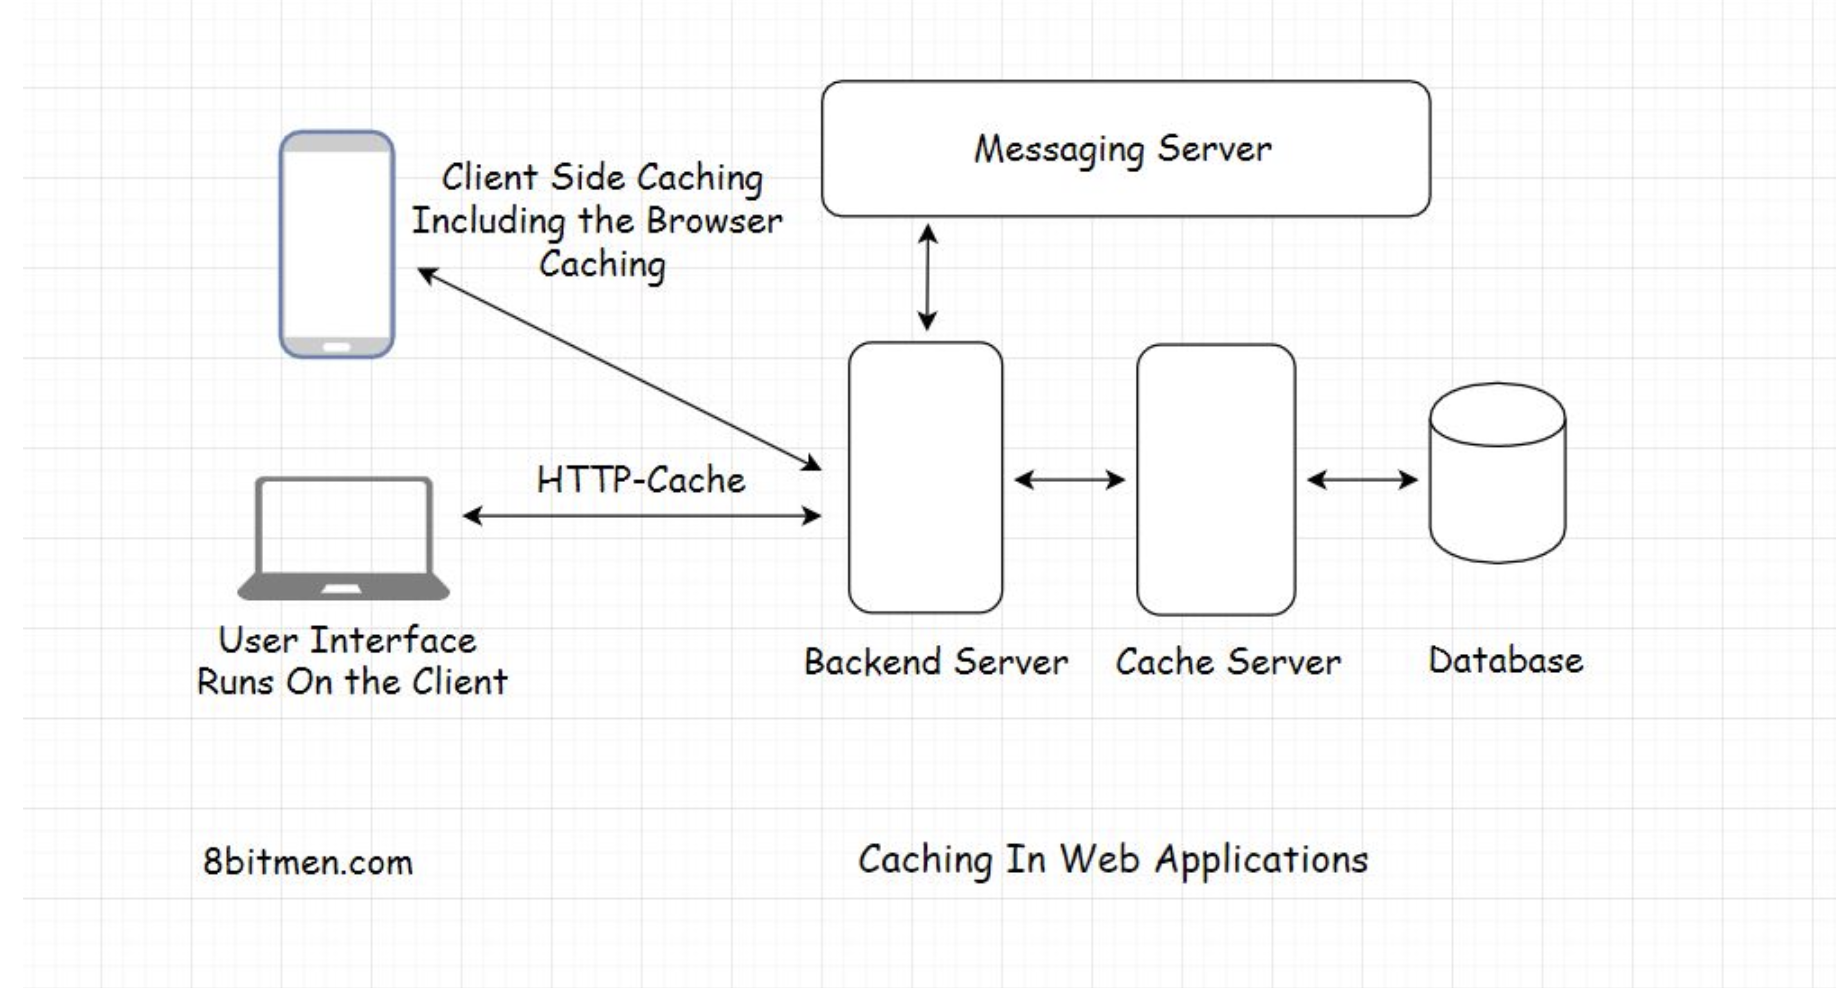 Messaging Server
Client Side Caching
Including the Browser
Caching
HTTP-Cache
User Interface
Runs On the Client
Backend Server
Cache Server
Database
8bitmen.com
Caching In Web Applications